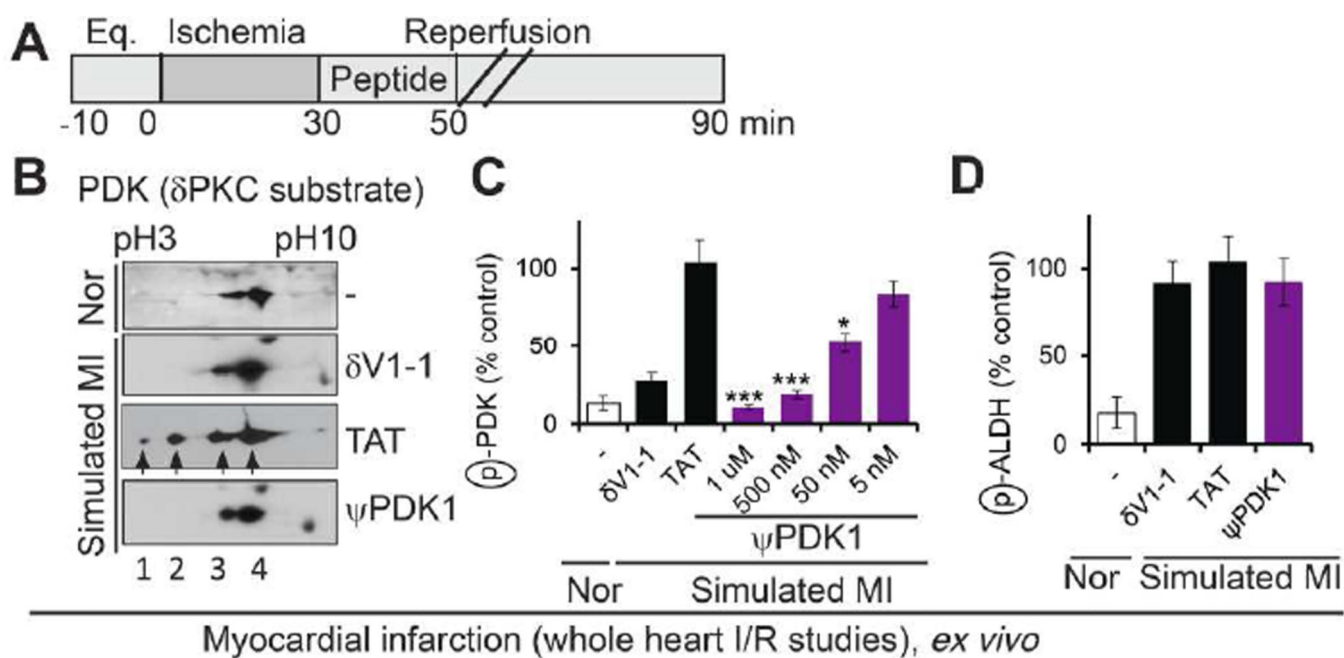 A
Eq. Ischemia Reperfusion
Peptide
-10 0 30 50 90 min
B
PDK (δPKC substrate)
pH3 pH10
Nor
-
Simulated MI
δV1-1
TAT
ψPDK1
1 2 3 4
C
ⓟ-PDK (% control)
100
50
0
***
***
*
-
δV1-1
TAT
1 uM
500 nM
50 nM
5 nM
ψPDK1
Nor Simulated MI
D
ⓟ-ALDH (% control)
100
50
0
-
δV1-1
TAT
ψPDK1
Nor Simulated MI
Myocardial infarction (whole heart I/R studies), ex vivo